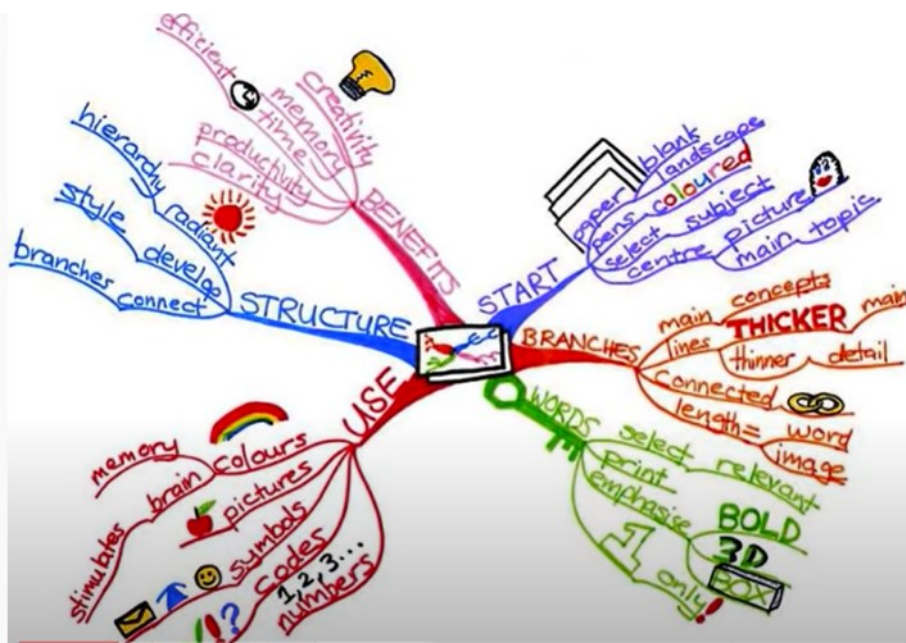 START
paper
blank
landscape
pens coloured
select subject
centre picture
main topic
BRANCHES
main concepts
lines THICKER main
thinner detail
connected
length= word
image
WORDS
select relevant
print
emphasise BOLD
3D
BOX
1 only!
USE
colours
memory
brain
stimulates
pictures
symbols
codes
!!?
1,2,3...
numbers
STRUCTURE
radiant
hierarchy
develop
style
connect
branches
BENEFITS
creativity
memory
time
efficient
productivity
clarity